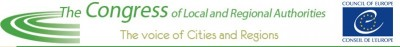 The Congress of Local and Regional Authorities
The voice of Cities and Regions
COUNCIL OF EUROPE
CONSEIL DE L'EUROPE